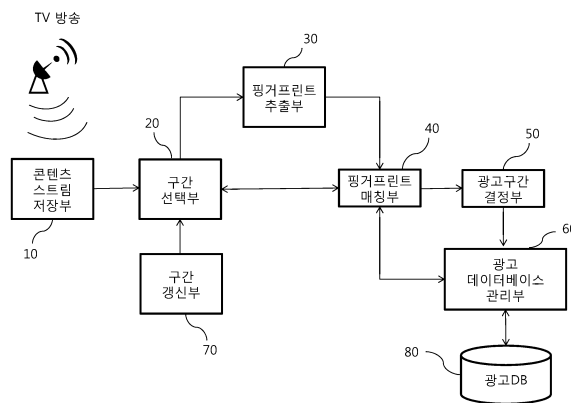 TV 방송
30
핑거프린트
추출부
20
40
50
콘텐츠
스트림
저장부
구간
선택부
핑거프린트
매칭부
광고구간
결정부
10
60
구간
갱신부
광고
데이터베이스
관리부
70
80
광고DB